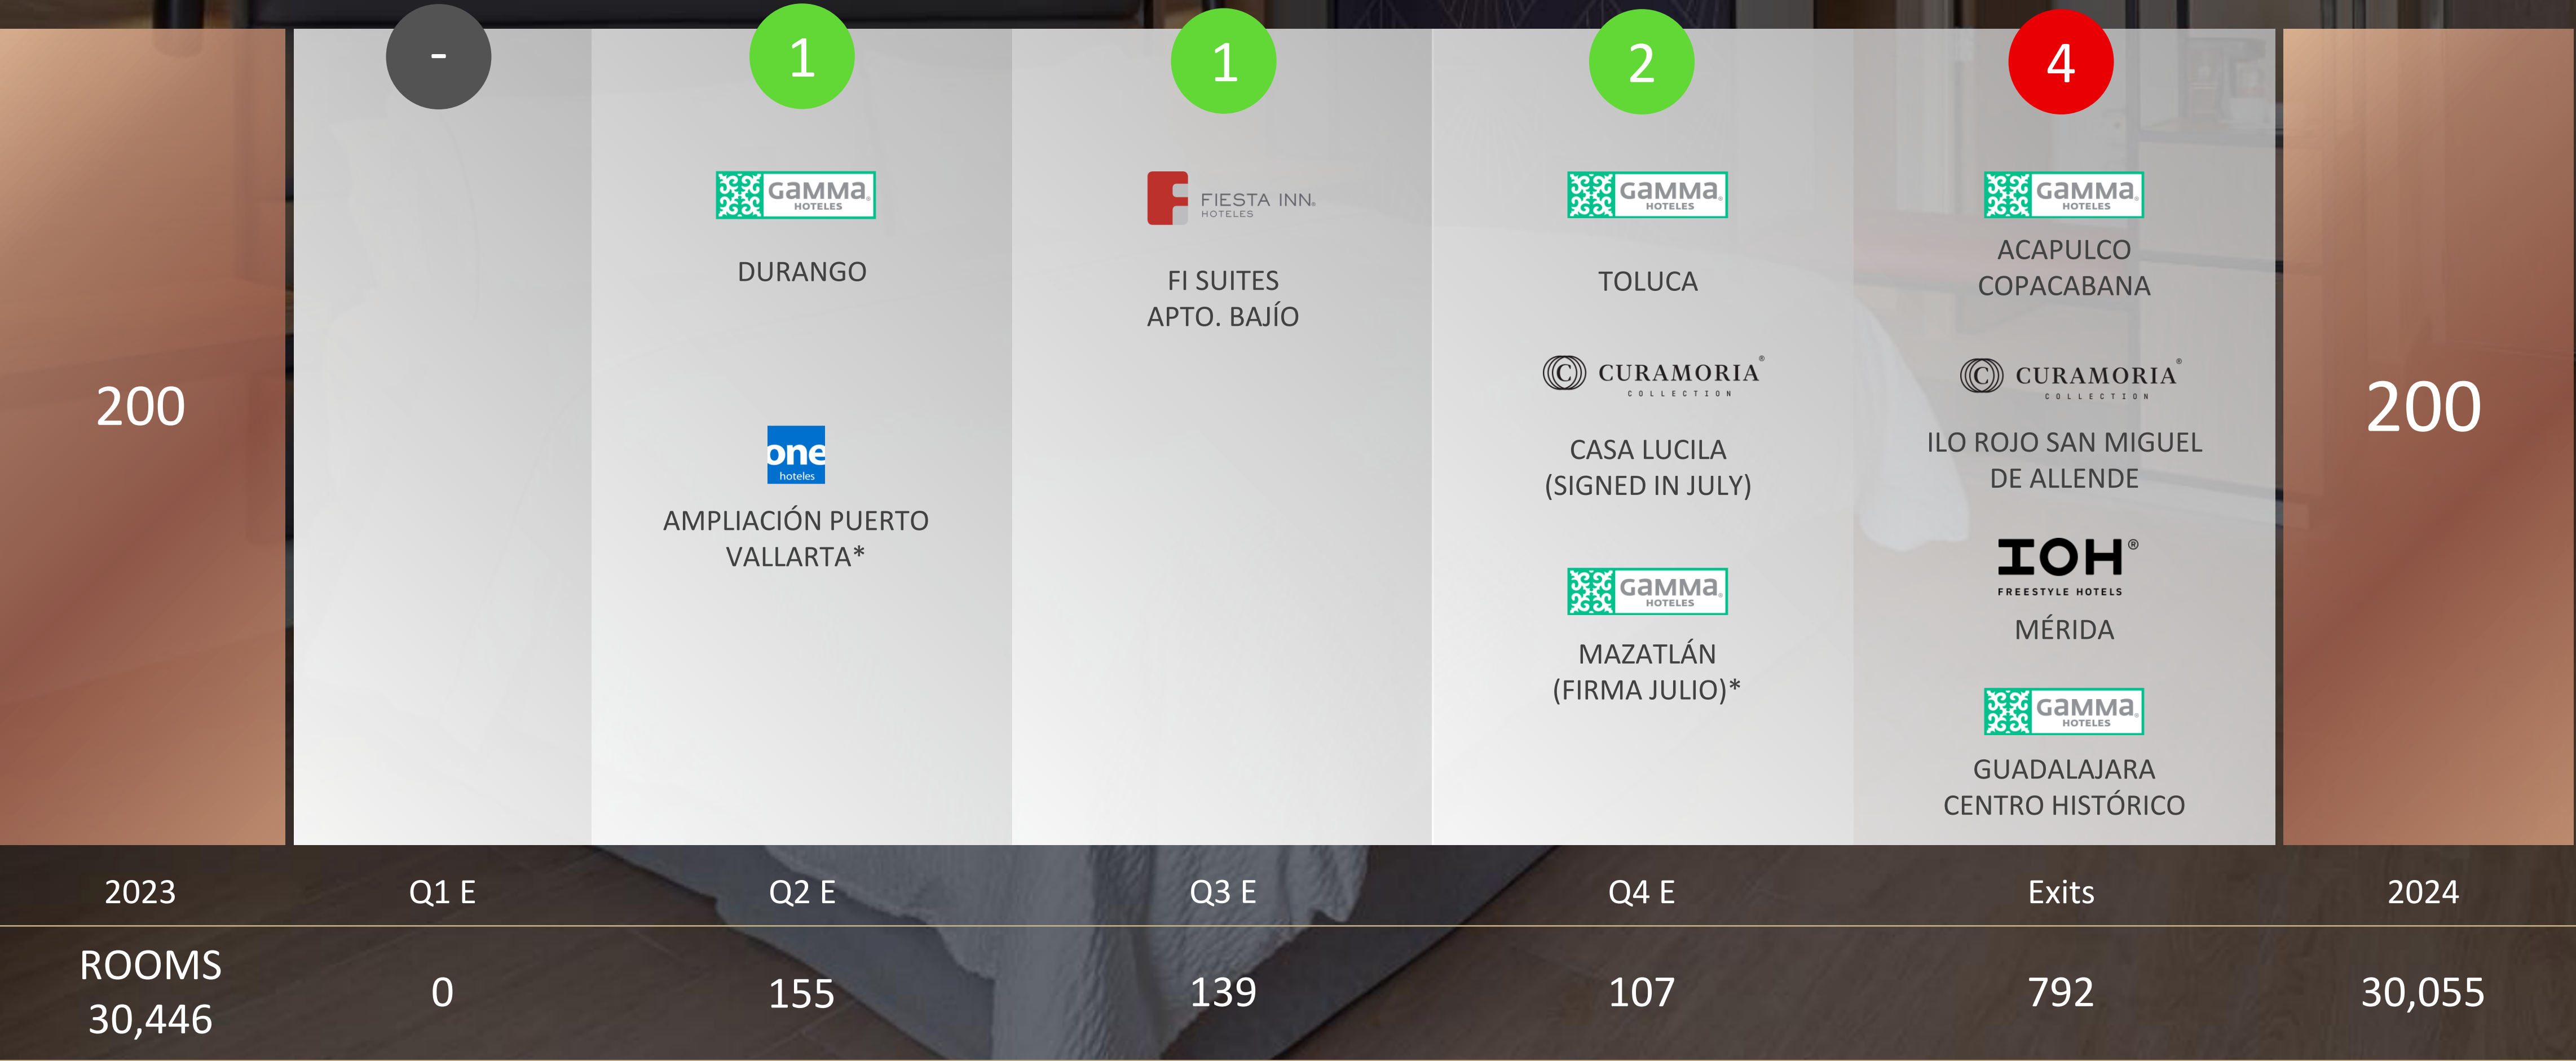 -
1
1
2
4
200
GAMMA
HOTELES
DURANGO
one
hoteles
AMPLIACIÓN PUERTO
VALLARTA*
FIESTA INN®
HOTELES
FI SUITES
APTO. BAJÍO
GAMMA
HOTELES
TOLUCA
C CURAMORIA®
COLLECTION
CASA LUCILA
(SIGNED IN JULY)
GAMMA
HOTELES
MAZATLÁN
(FIRMA JULIO)*
GAMMA
HOTELES
ACAPULCO
COPACABANA
C CURAMORIA®
COLLECTION
ILO ROJO SAN MIGUEL
DE ALLENDE
IOH®
FREESTYLE HOTELS
MÉRIDA
GAMMA
HOTELES
GUADALAJARA
CENTRO HISTÓRICO
200
2023
Q1 E
Q2 E
Q3 E
Q4 E
Exits
2024
ROOMS
30,446
0
155
139
107
792
30,055